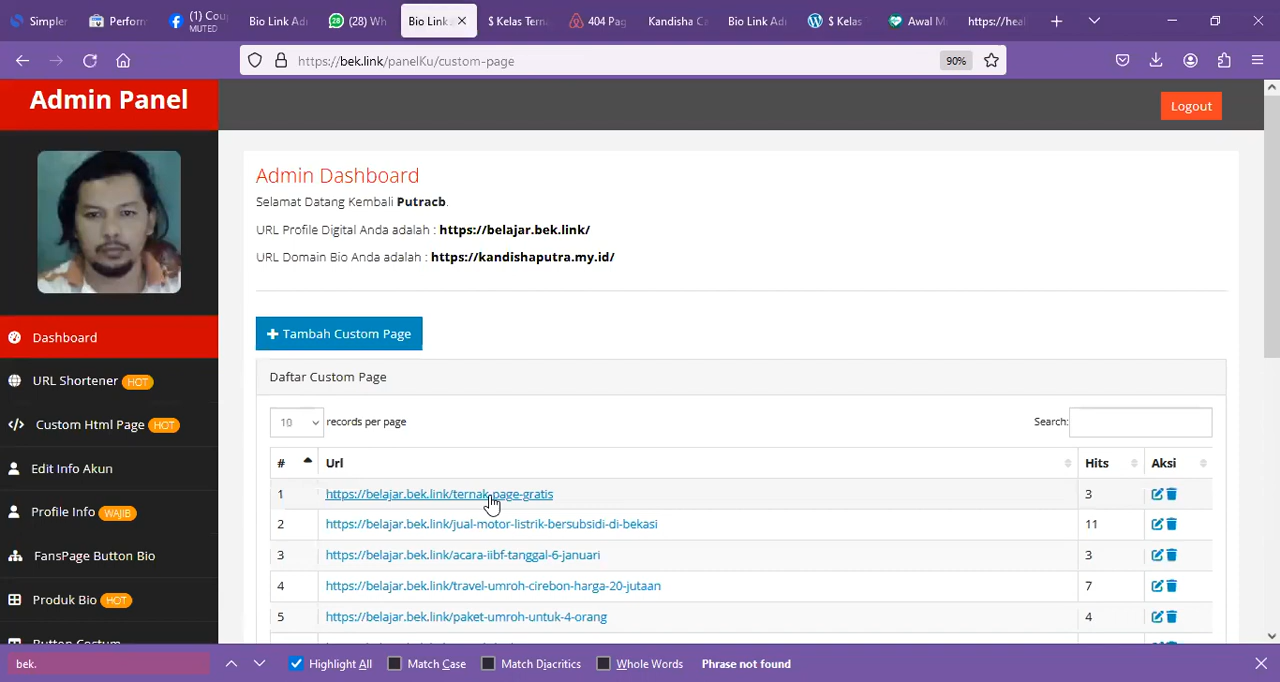 Simpler
Perform
(1) Cou
MUTED
Bio Link Ad
(28) Wh
Bio Link
$ Kelas Tern
404 Pag
Kandisha Ca
Bio Link Ad
$ Kelas
Awal M
https://heal
https://bek.link/panelKu/custom-page
90%
Admin Panel
Logout
Admin Dashboard
Selamat Datang Kembali Putracb.
URL Profile Digital Anda adalah : https://belajar.bek.link/
URL Domain Bio Anda adalah : https://kandishaputra.my.id/
Dashboard
URL Shortener HOT
Custom Html Page HOT
Edit Info Akun
Profile Info WAJIB
FansPage Button Bio
Produk Bio HOT
Button Costum
Tambah Custom Page
Daftar Custom Page
10 records per page
Search:
# Url Hits Aksi
1 https://belajar.bek.link/ternak-page-gratis 3
2 https://belajar.bek.link/jual-motor-listrik-bersubsidi-di-bekasi 11
3 https://belajar.bek.link/acara-iibf-tanggal-6-januari 3
4 https://belajar.bek.link/travel-umroh-cirebon-harga-20-jutaan 7
5 https://belajar.bek.link/paket-umroh-untuk-4-orang 4
bek.
Highlight All Match Case Match Diacritics Whole Words Phrase not found